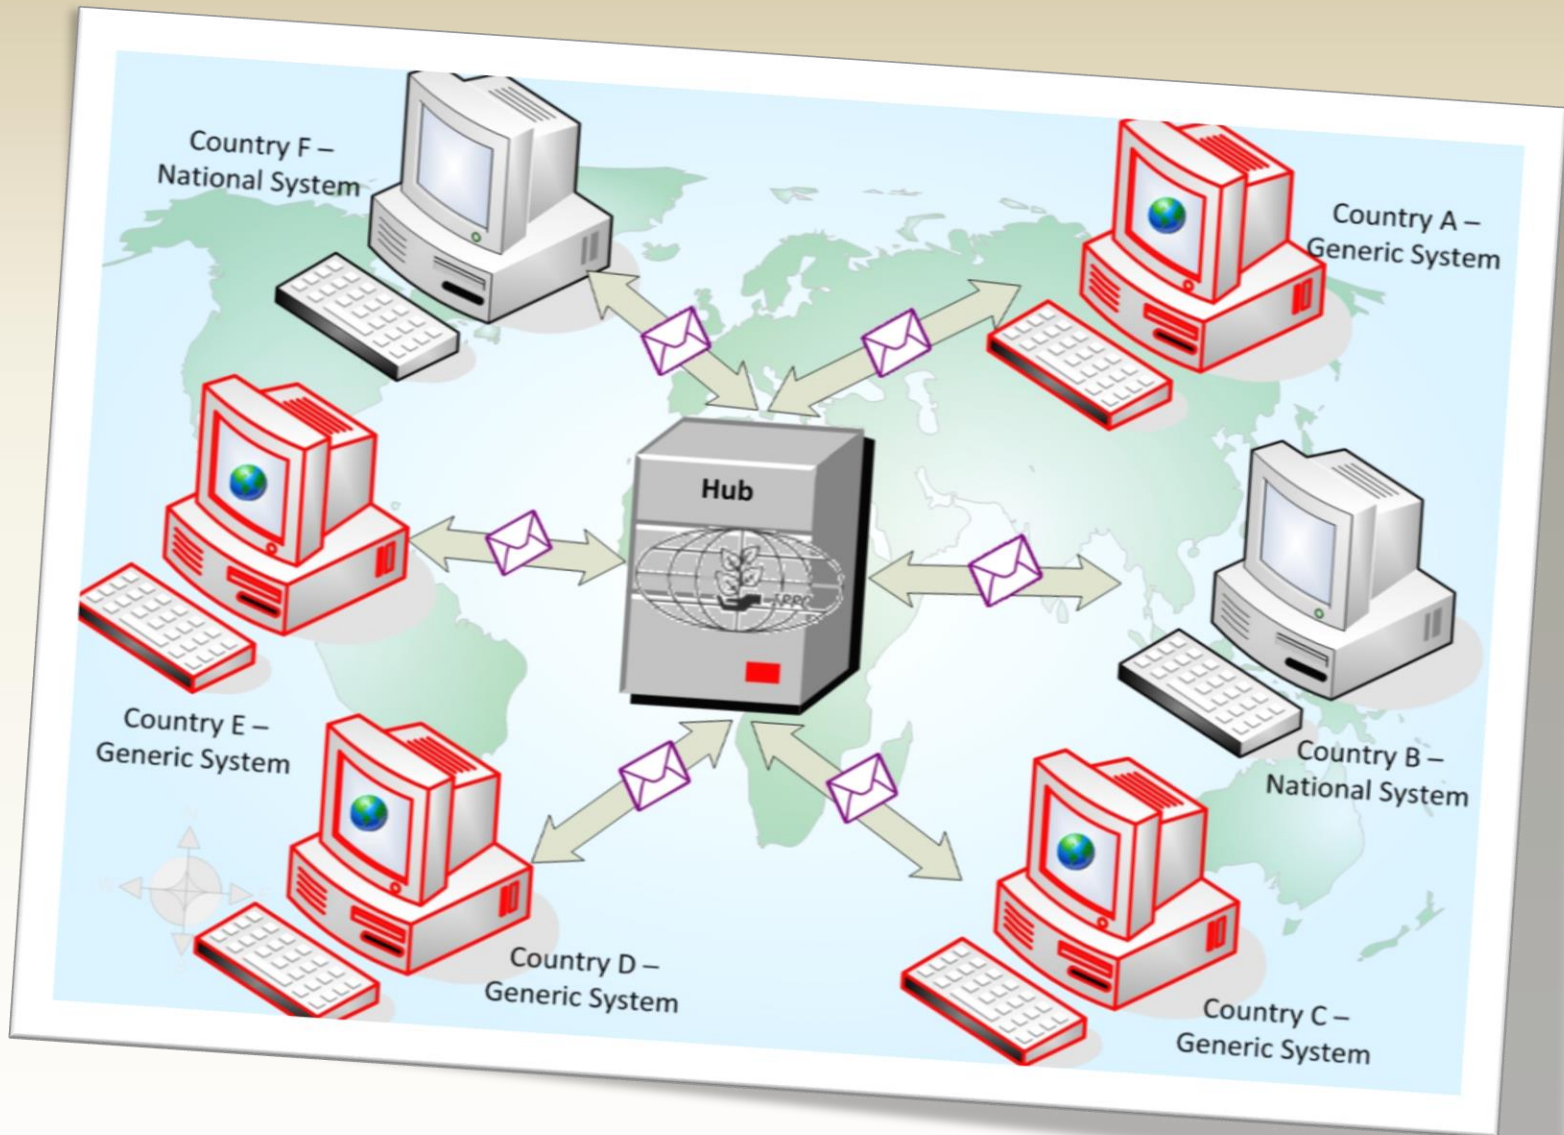 Country F –
National System
Country A –
Generic System
Hub
IPPC
Country E –
Generic System
Country B –
National System
Country D –
Generic System
Country C –
Generic System